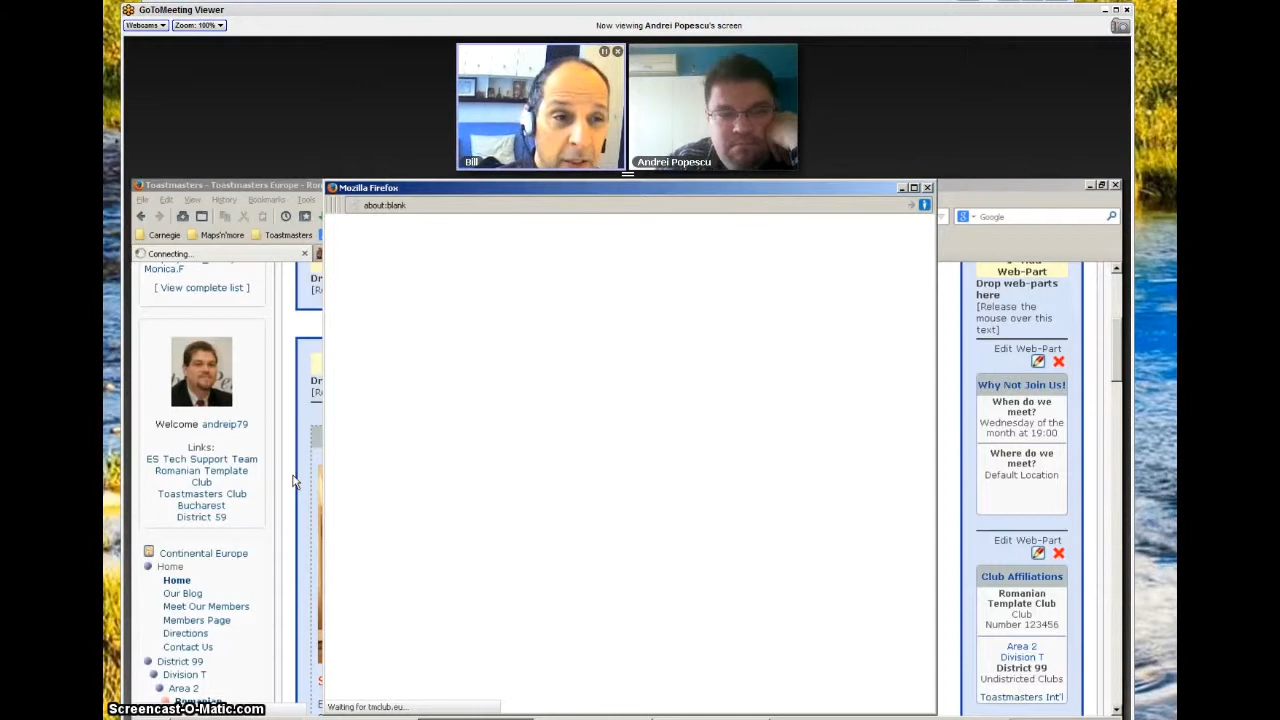 GoToMeeting Viewer
Webcams
Zoom: 100%
Now viewing Andrei Popescu's screen
Bill
Andrei Popescu
Toastmasters - Toastmasters Europe - Ro
Mozilla Firefox
File Edit View History Bookmarks Tools
about:blank
Google
Carnegie Maps'n'more Toastmasters
Connecting...
Monica.F
[ View complete list ]
Welcome andreip79
Links:
ES Tech Support Team
Romanian Template
Club
Toastmasters Club
Bucharest
District 59
Continental Europe
Home
Home
Our Blog
Meet Our Members
Members Page
Directions
Contact Us
District 99
Division T
Area 2
Romanian
Web-Part
Drop web-parts
here
[Release the
mouse over this
text]
Edit Web-Part
Why Not Join Us!
When do we
meet?
Wednesday of the
month at 19:00
Where do we
meet?
Default Location
Edit Web-Part
Club Affiliations
Romanian
Template Club
Club
Number 123456
Area 2
Division T
District 99
Undistricted Clubs
Toastmasters Int'l
Waiting for tmclub.eu...
Screencast-O-Matic.com